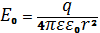 E₀ = q / 4πεε₀r²